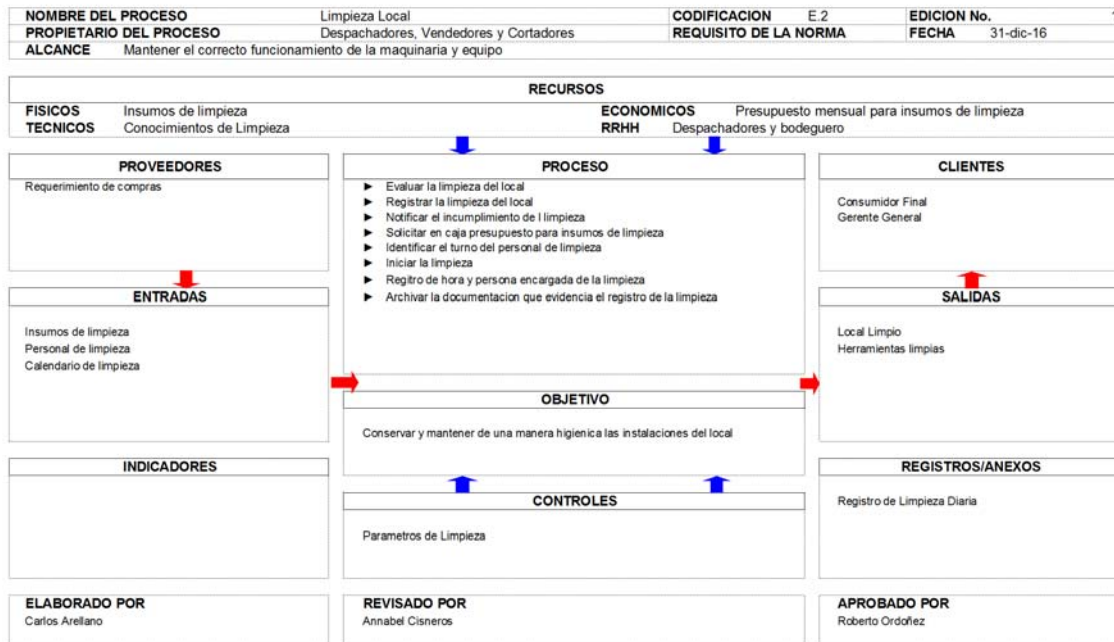 NOMBRE DEL PROCESO Limpieza Local CODIFICACION E.2 EDICION No. 1
PROPIETARIO DEL PROCESO Despachadores, Vendedores y Cortadores REQUISITO DE LA NORMA FECHA 31-dic-16
ALCANCE Mantener el correcto funcionamiento de la maquinaria y equipo
RECURSOS
FISICOS Insumos de limpieza ECONOMICOS Presupuesto mensual para insumos de limpieza
TECNICOS Conocimientos de Limpieza RRHH Despachadores y bodeguero
PROVEEDORES
Requerimiento de compras
PROCESO
► Evaluar la limpieza del local
► Registrar la limpieza del local
► Notificar el incumplimiento de l limpieza
► Solicitar en caja presupuesto para insumos de limpieza
► Identificar el turno del personal de limpieza
► Iniciar la limpieza
► Regitro de hora y persona encargada de la limpieza
► Archivar la documentacion que evidencia el registro de la limpieza
CLIENTES
Consumidor Final
Gerente General
ENTRADAS
Insumos de limpieza
Personal de limpieza
Calendario de limpieza
SALIDAS
Local Limpio
Herramientas limpias
OBJETIVO
Conservar y mantener de una manera higienica las instalaciones del local
INDICADORES
CONTROLES
Parametros de Limpieza
REGISTROS/ANEXOS
Registro de Limpieza Diaria
ELABORADO POR
Carlos Arellano
REVISADO POR
Annabel Cisneros
APROBADO POR
Roberto Ordoñez